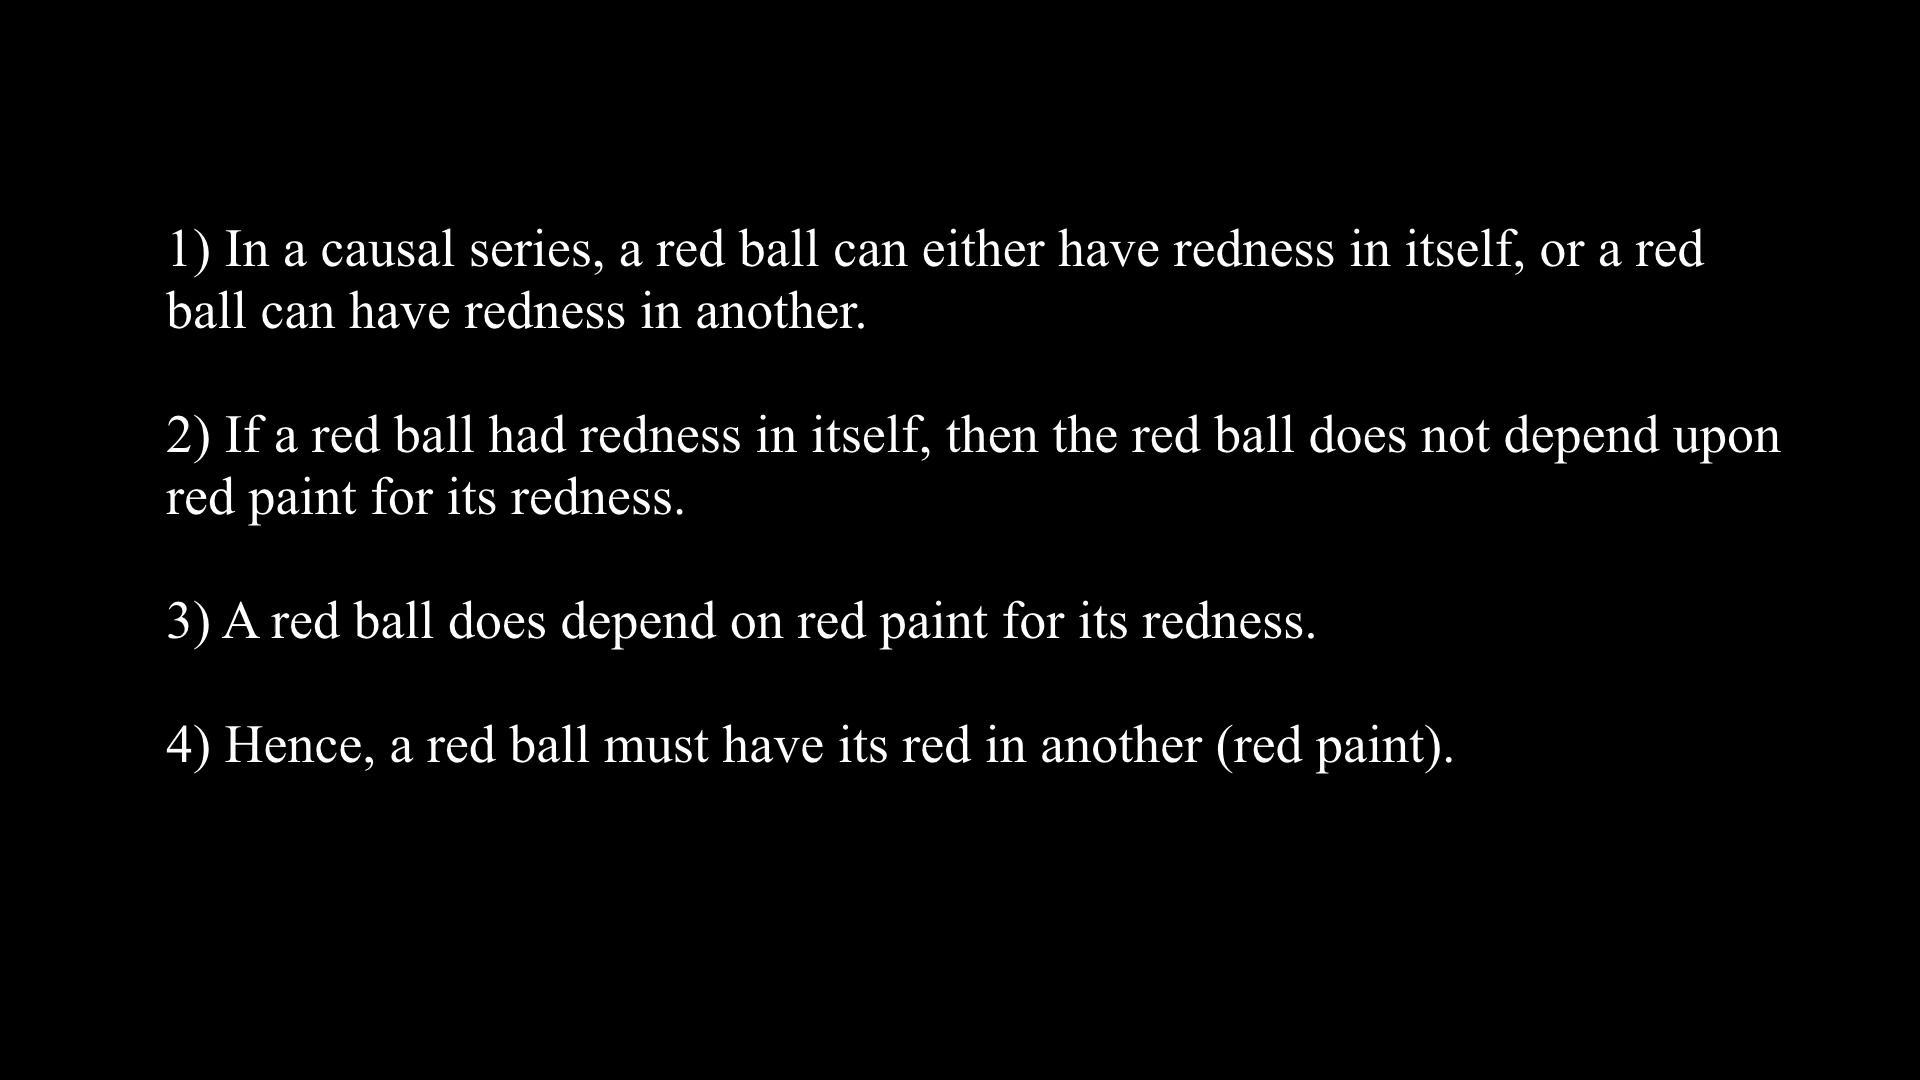 1) In a causal series, a red ball can either have redness in itself, or a red
ball can have redness in another.
2) If a red ball had redness in itself, then the red ball does not depend upon
red paint for its redness.
3) A red ball does depend on red paint for its redness.
4) Hence, a red ball must have its red in another (red paint).